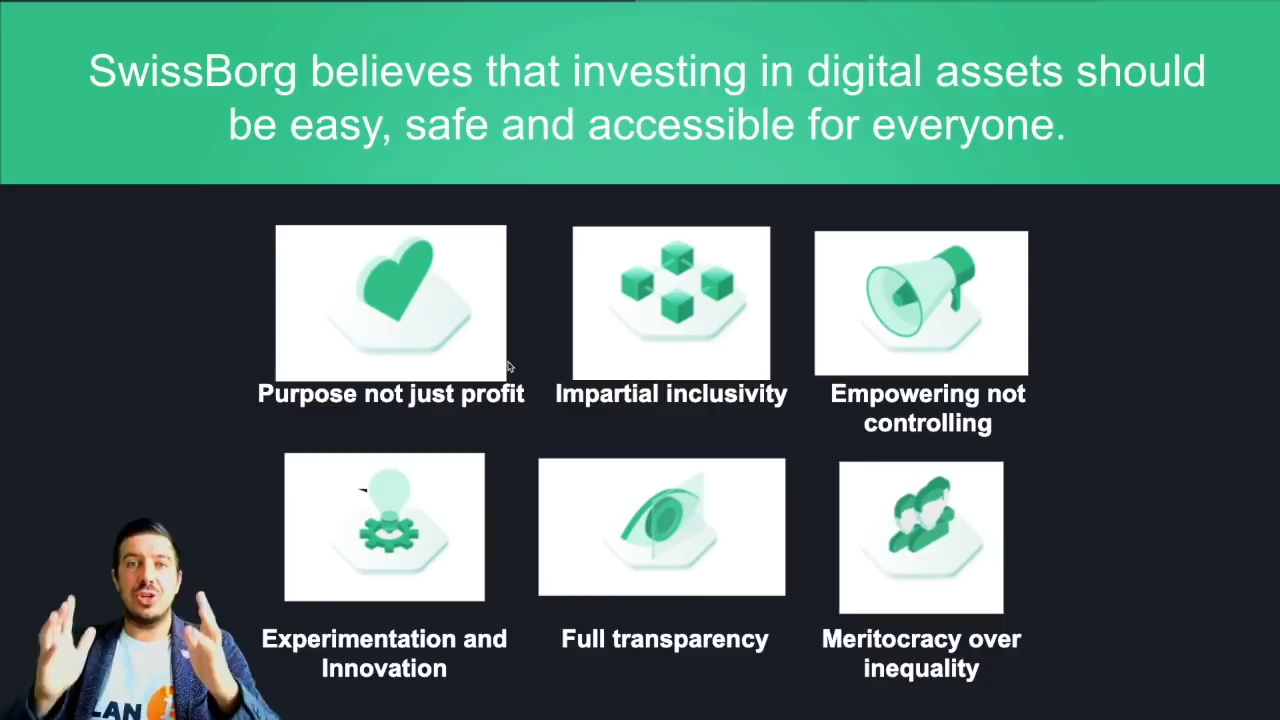 SwissBorg believes that investing in digital assets should
be easy, safe and accessible for everyone.
Purpose not just profit
Impartial inclusivity
Empowering not
controlling
Experimentation and
Innovation
Full transparency
Meritocracy over
inequality
LAN